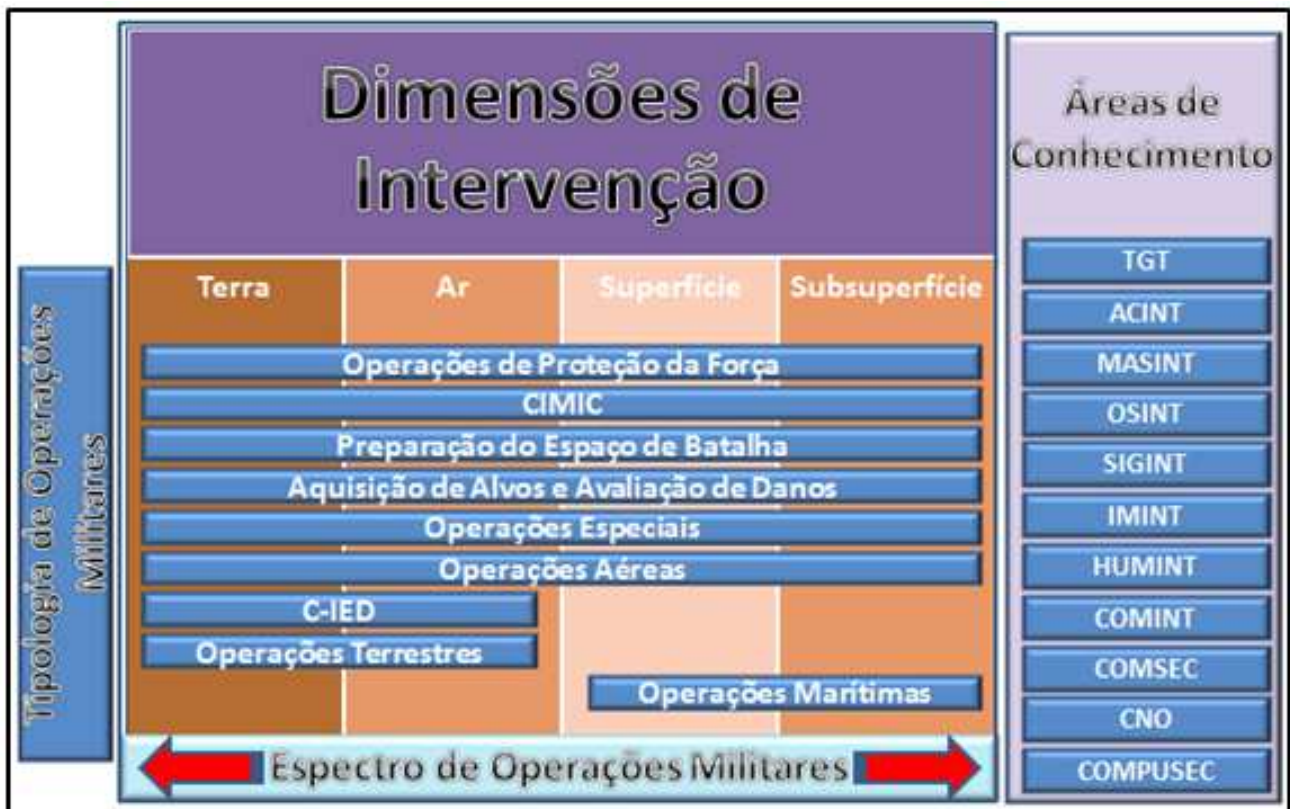 Dimensões de
Intervenção
Terra
Ar
Superfície
Subsuperfície
Operações de Proteção da Força
CIMIC
Preparação do Espaço de Batalha
Aquisição de Alvos e Avaliação de Danos
Operações Especiais
Operações Aéreas
C-IED
Operações Terrestres
Operações Marítimas
Espectro de Operações Militares
Tipologia de Operações
Militares
Áreas de
Conhecimento
TGT
ACINT
MASINT
OSINT
SIGINT
IMINT
HUMINT
COMINT
COMSEC
CNO
COMPUSEC